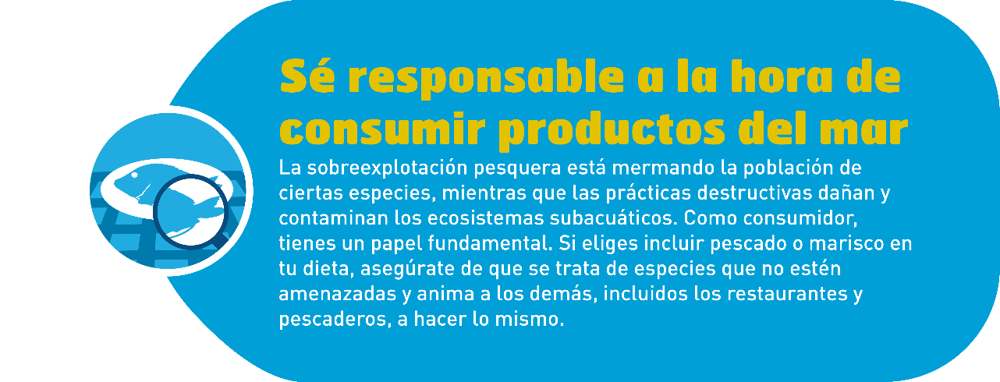 Sé responsable a la hora de
consumir productos del mar
La sobreexplotación pesquera está mermando la población de
ciertas especies, mientras que las prácticas destructivas dañan y
contaminan los ecosistemas subacuáticos. Como consumidor,
tienes un papel fundamental. Si eliges incluir pescado o marisco en
tu dieta, asegúrate de que se trata de especies que no estén
amenazadas y anima a los demás, incluidos los restaurantes y
pescaderos, a hacer lo mismo.